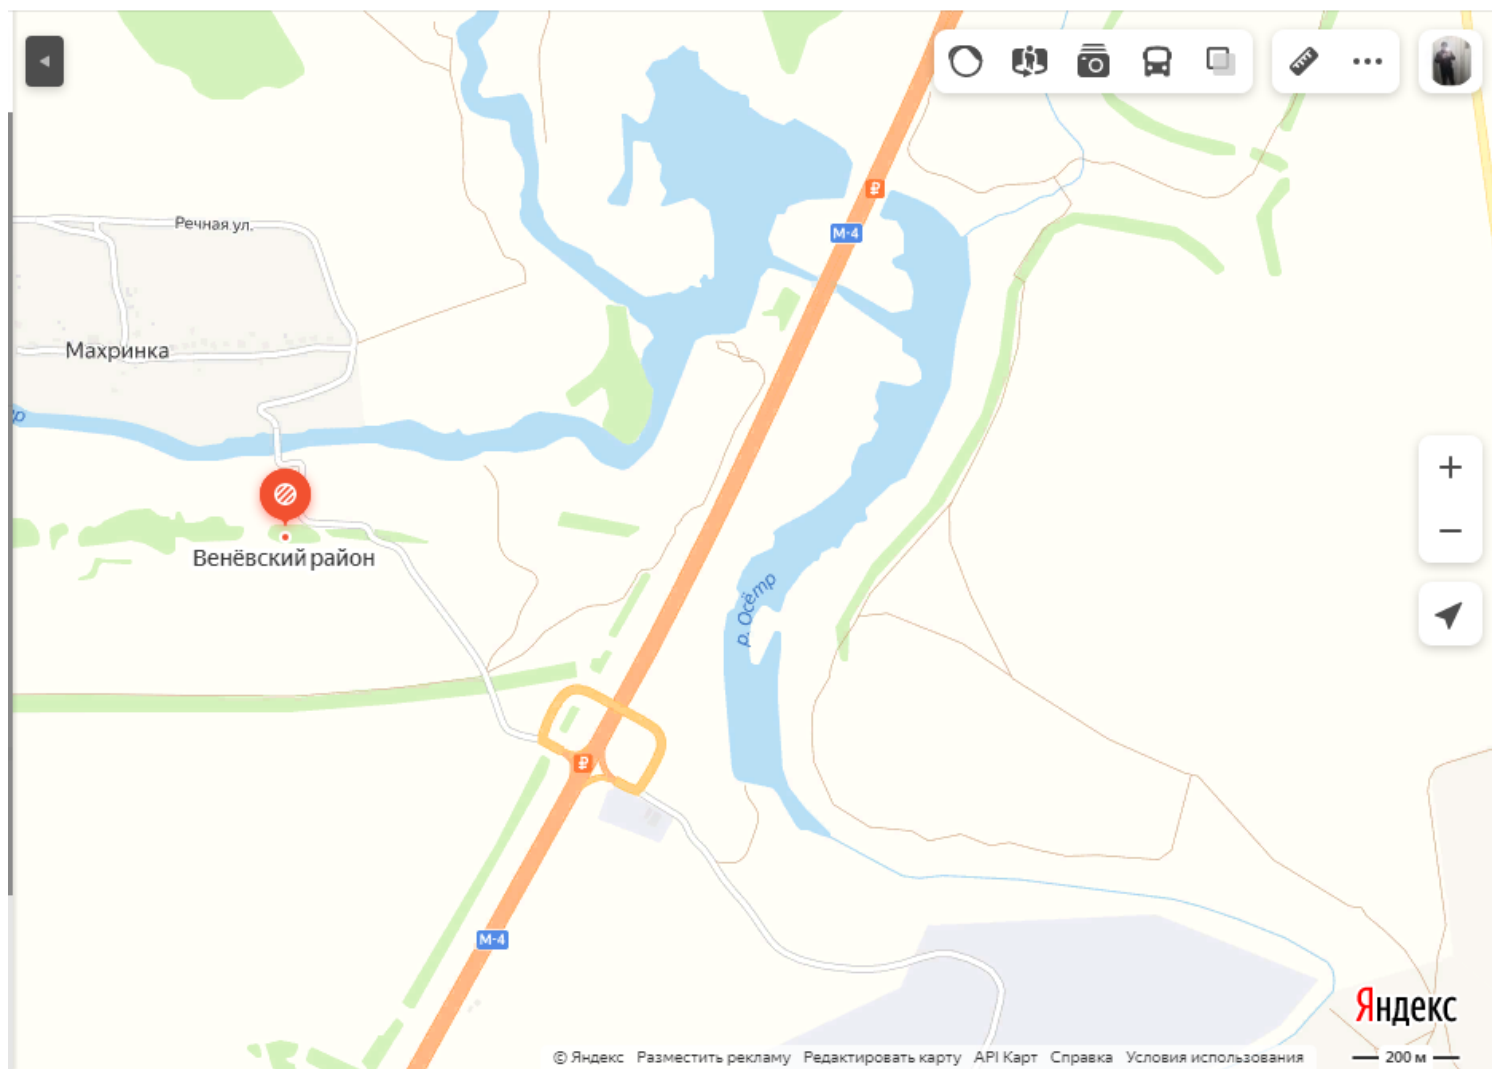 М-4
Речная ул.
Махринка
Венёвский район
р. Осётр
М-4
Яндекс
© Яндекс Разместить рекламу Редактировать карту API Карт Справка Условия использования
200 м